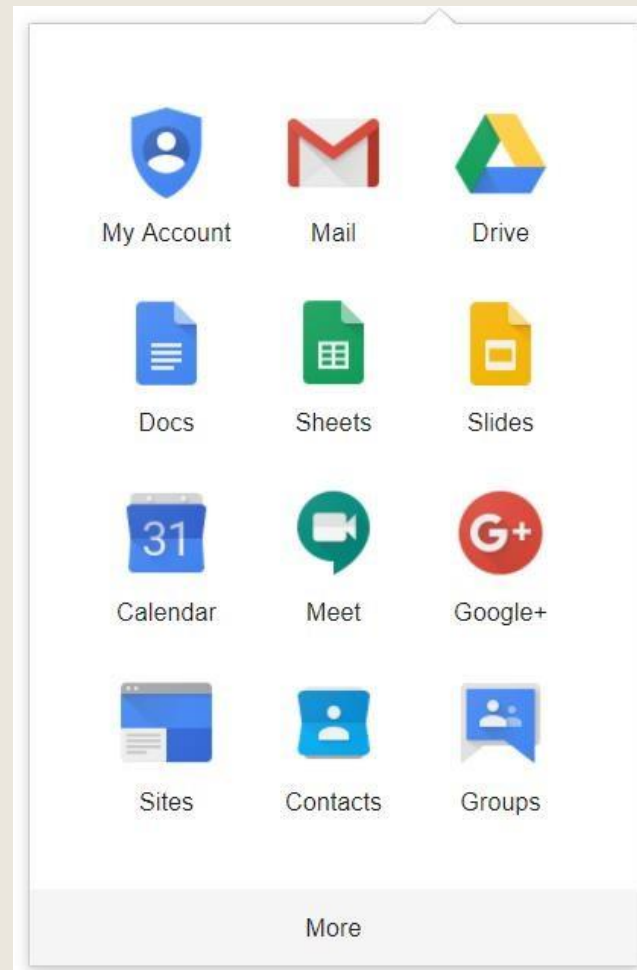 My Account Mail Drive
Docs Sheets Slides
31
G+
Calendar Meet Google+
Sites Contacts Groups
More